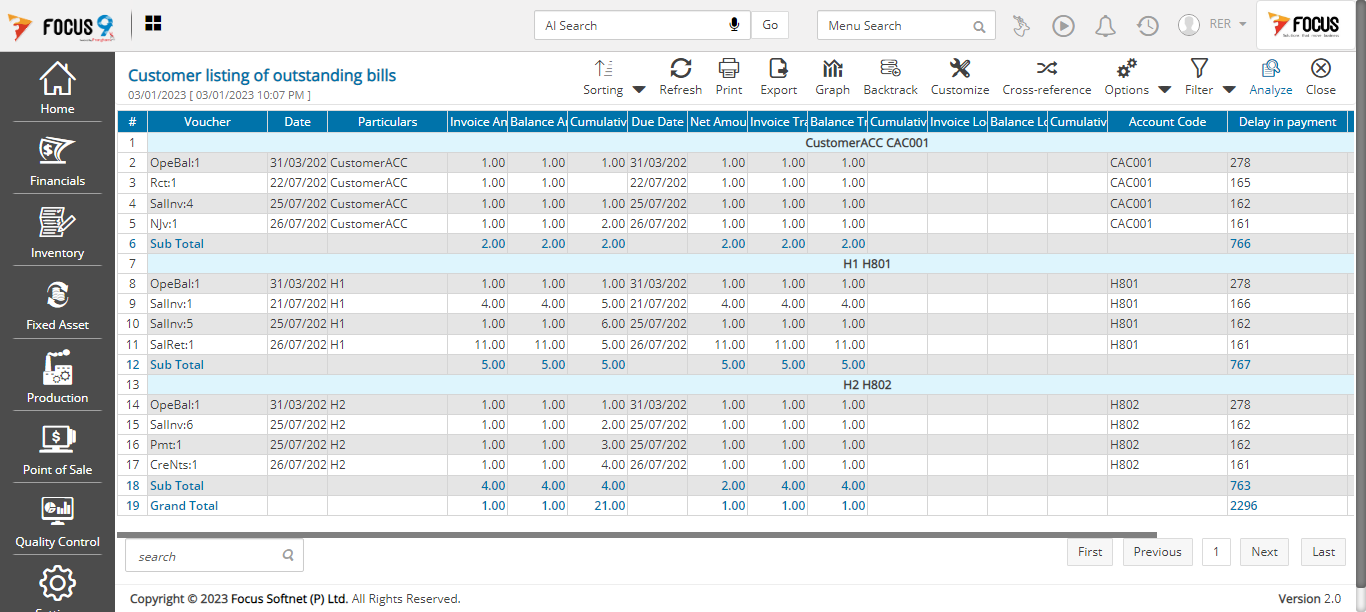 FOCUS 9 AI Search Go Menu Search RER FOCUS
Customer listing of outstanding bills
03/01/2023 [ 03/01/2023 10:07 PM ]
Sorting Refresh Print Export Graph Backtrack Customize Cross-reference Options Filter Analyze Close
Home
Financials
Inventory
Fixed Asset
Production
Point of Sale
Quality Control
# Voucher Date Particulars Invoice An Balance Ar Cumulativ Due Date Net Amou Invoice Tra Balance Tr Cumulativ Invoice Lo Balance Lo Cumulativ Account Code Delay in payment
1 CustomerACC CAC001
2 OpeBal:1 31/03/202 CustomerACC 1.00 1.00 1.00 31/03/202 1.00 1.00 1.00 CAC001 278
3 Rct:1 22/07/202 CustomerACC 1.00 1.00 22/07/202 1.00 1.00 1.00 CAC001 165
4 SalInv:4 25/07/202 CustomerACC 1.00 1.00 1.00 25/07/202 1.00 1.00 1.00 CAC001 162
5 NJv:1 26/07/202 CustomerACC 1.00 1.00 2.00 26/07/202 1.00 1.00 1.00 CAC001 161
6 Sub Total 2.00 2.00 2.00 2.00 2.00 2.00 766
7 H1 H801
8 OpeBal:1 31/03/202 H1 1.00 1.00 1.00 31/03/202 1.00 1.00 1.00 H801 278
9 SalInv:1 21/07/202 H1 4.00 4.00 5.00 21/07/202 4.00 4.00 4.00 H801 166
10 SalInv:5 25/07/202 H1 1.00 1.00 6.00 25/07/202 1.00 1.00 1.00 H801 162
11 SalRet:1 26/07/202 H1 11.00 11.00 5.00 26/07/202 11.00 11.00 11.00 H801 161
12 Sub Total 5.00 5.00 5.00 5.00 5.00 5.00 767
13 H2 H802
14 OpeBal:1 31/03/202 H2 1.00 1.00 1.00 31/03/202 1.00 1.00 1.00 H802 278
15 SalInv:6 25/07/202 H2 1.00 1.00 2.00 25/07/202 1.00 1.00 1.00 H802 162
16 Pmt:1 25/07/202 H2 1.00 1.00 3.00 25/07/202 1.00 1.00 1.00 H802 162
17 CreNts:1 26/07/202 H2 1.00 1.00 4.00 26/07/202 1.00 1.00 1.00 H802 161
18 Sub Total 4.00 4.00 4.00 2.00 4.00 4.00 763
19 Grand Total 1.00 1.00 21.00 1.00 1.00 1.00 2296
search First Previous 1 Next Last
Copyright © 2023 Focus Softnet (P) Ltd. All Rights Reserved. Version 2.0